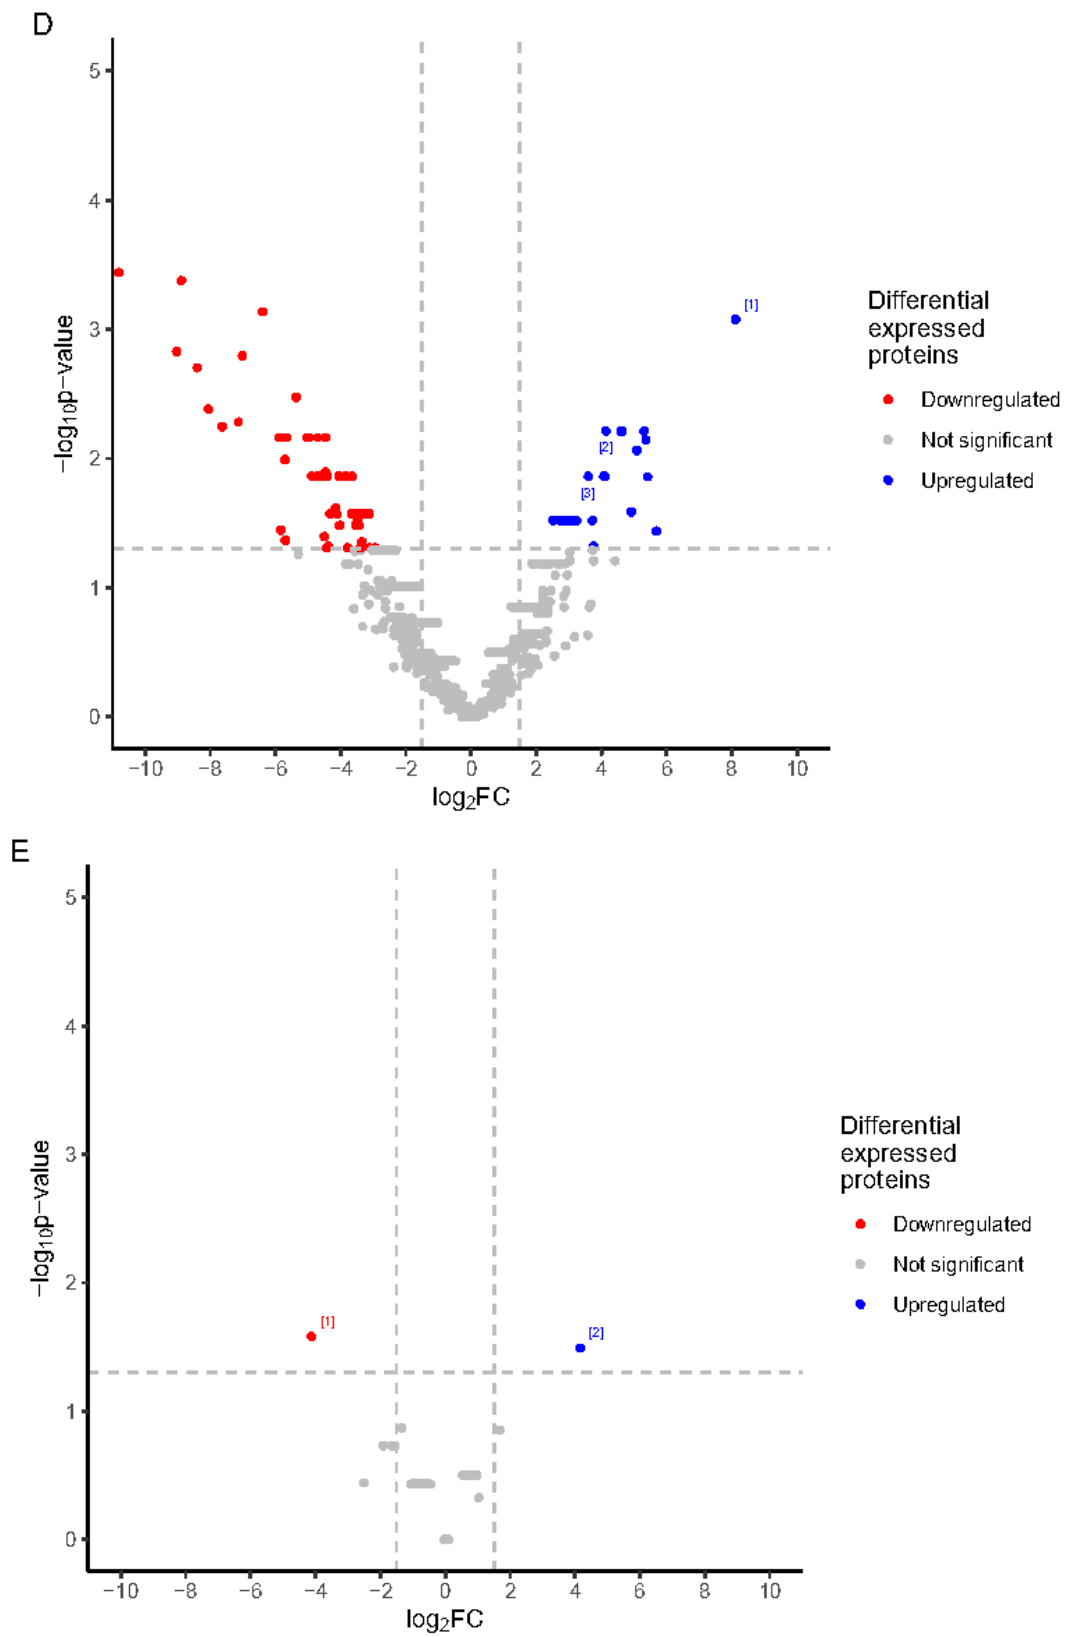 D
5
4
3
2
1
0
−log₁₀p−value
[1]
[2]
[3]
−10 −8 −6 −4 −2 0 2 4 6 8 10
log₂FC
Differential
expressed
proteins
Downregulated
Not significant
Upregulated
E
5
4
3
2
1
0
−log₁₀p−value
[1]
[2]
−10 −8 −6 −4 −2 0 2 4 6 8 10
log₂FC
Differential
expressed
proteins
Downregulated
Not significant
Upregulated